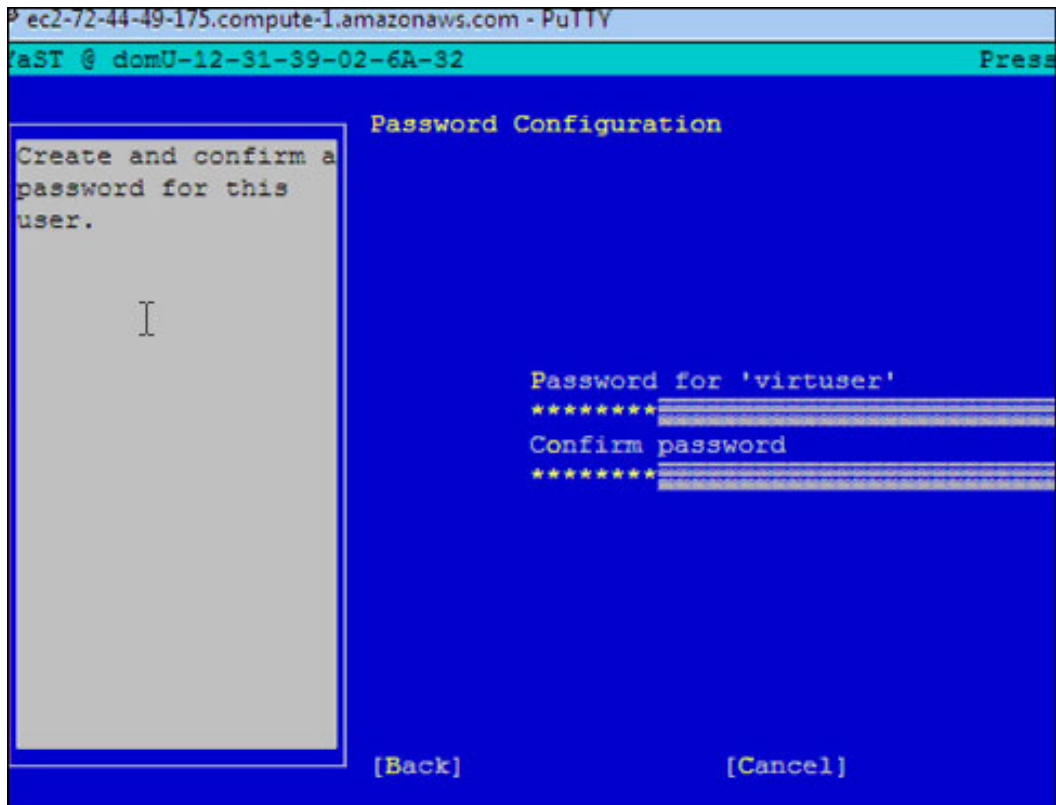 ec2-72-44-49-175.compute-1.amazonaws.com - PuTTY
YaST @ domU-12-31-39-02-6A-32 Press
Password Configuration
Create and confirm a
password for this
user.
Password for 'virtuser'
********
Confirm password
********
[Back] [Cancel]